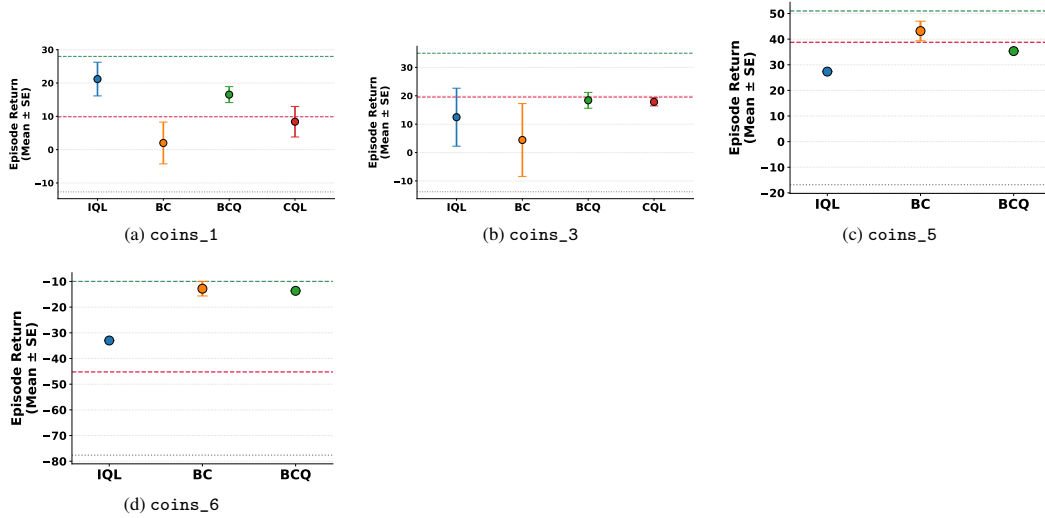 30
20
10
0
−10
Episode Return
(Mean ± SE)
IQL BC BCQ CQL
(a) coins_1
30
20
10
0
−10
Episode Return
(Mean ± SE)
IQL BC BCQ CQL
(b) coins_3
50
40
30
20
10
0
−10
−20
Episode Return
(Mean ± SE)
IQL BC BCQ
(c) coins_5
−10
−20
−30
−40
−50
−60
−70
−80
Episode Return
(Mean ± SE)
IQL BC BCQ
(d) coins_6